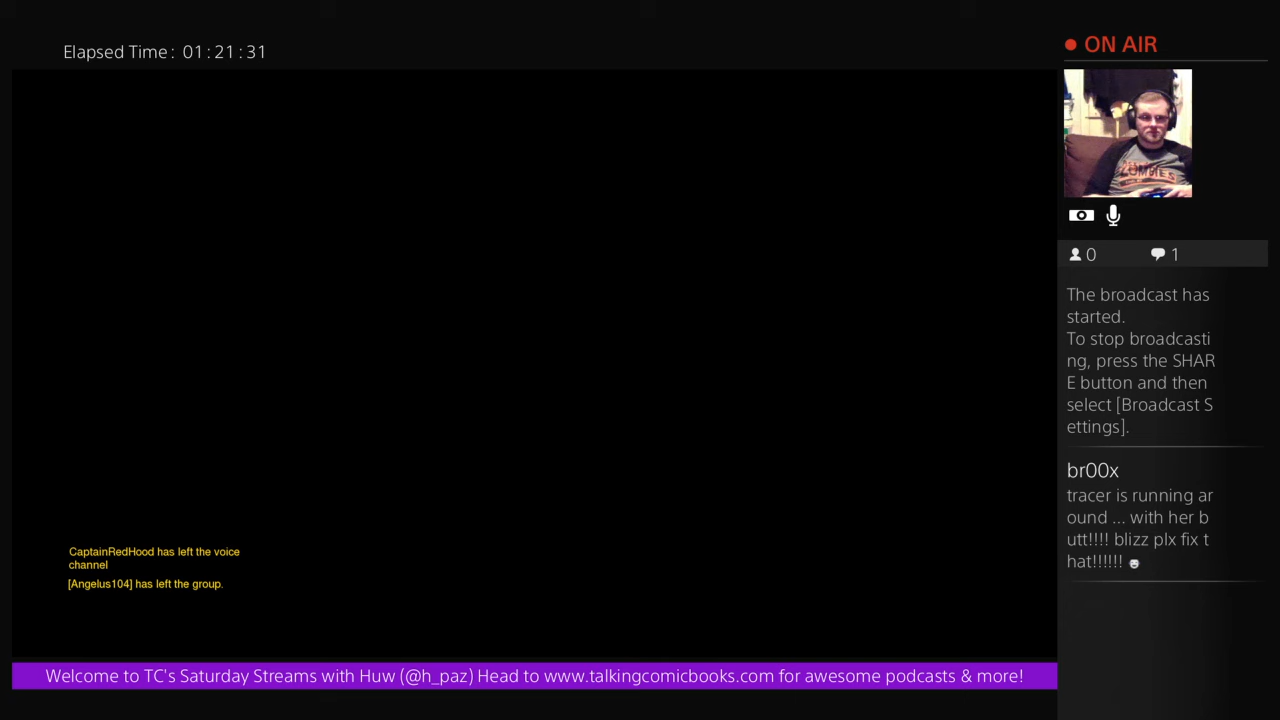 Elapsed Time: 01:21:31
ON AIR
ZOMBIES
0
1
The broadcast has
started.
To stop broadcasti
ng, press the SHAR
E button and then
select [Broadcast S
ettings].
br00x
tracer is running ar
ound ... with her b
utt!!!! blizz plx fix t
hat!!!!!!
CaptainRedHood has left the voice
channel
[Angelus104] has left the group.
Welcome to TC's Saturday Streams with Huw (@h_paz) Head to www.talkingcomicbooks.com for awesome podcasts & more!